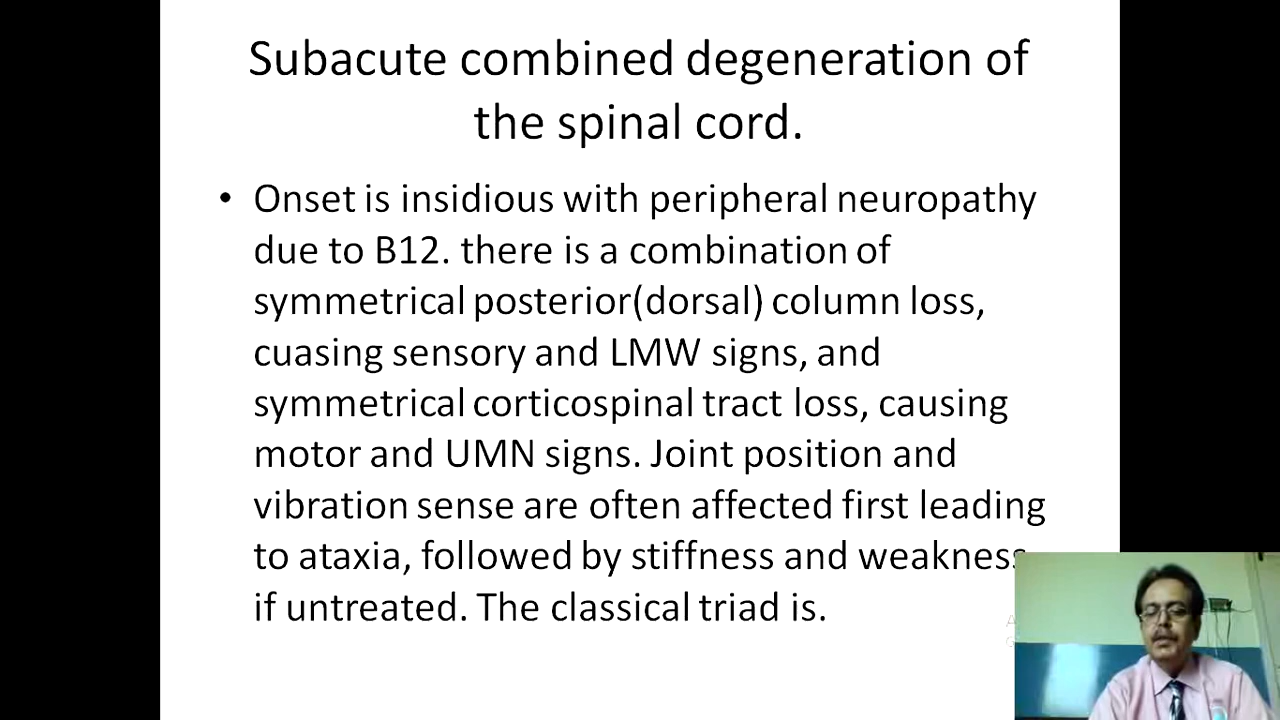 Subacute combined degeneration of
the spinal cord.
• Onset is insidious with peripheral neuropathy
due to B12. there is a combination of
symmetrical posterior(dorsal) column loss,
cuasing sensory and LMW signs, and
symmetrical corticospinal tract loss, causing
motor and UMN signs. Joint position and
vibration sense are often affected first leading
to ataxia, followed by stiffness and weakness
if untreated. The classical triad is.